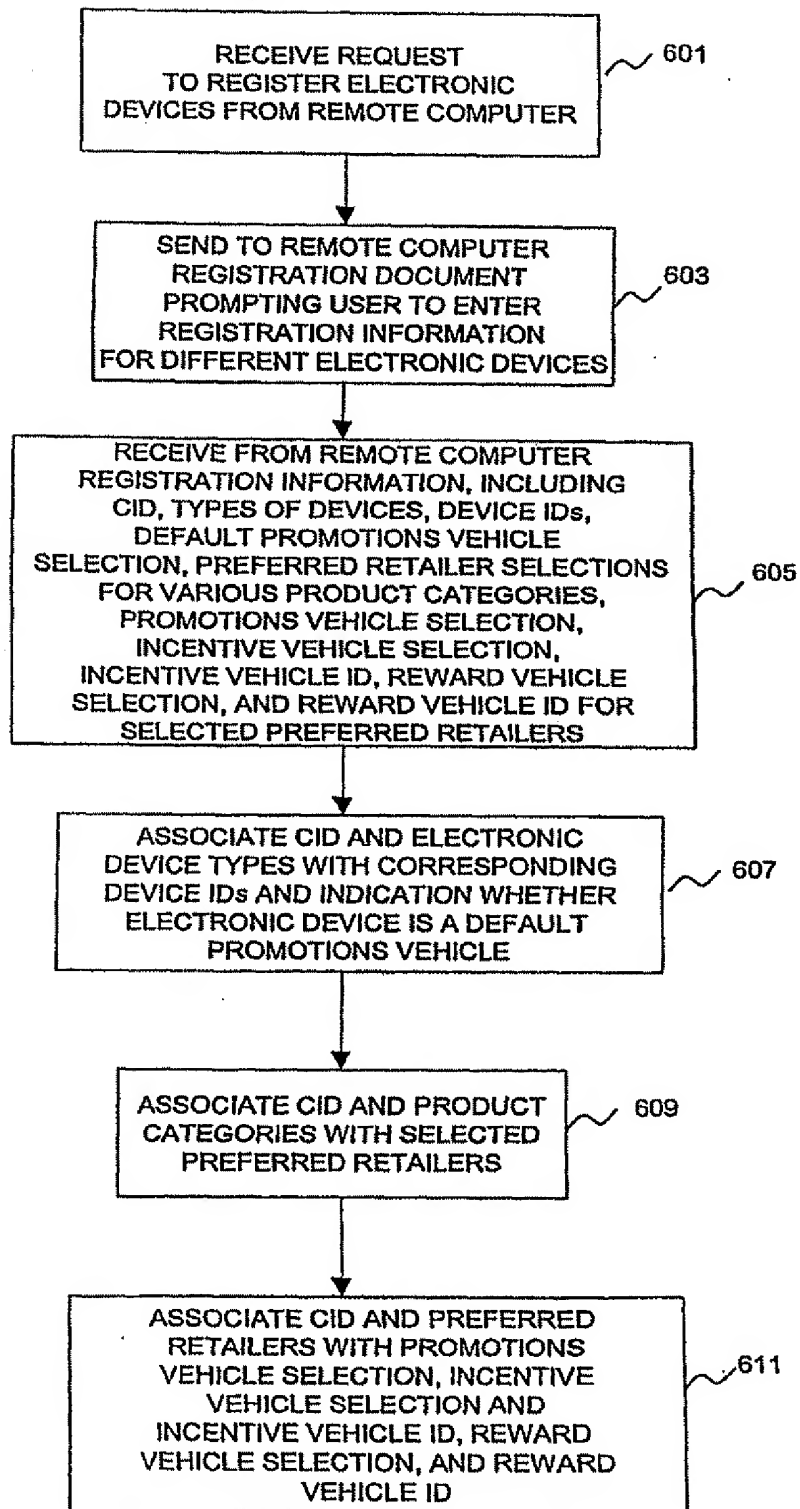 RECEIVE REQUEST
TO REGISTER ELECTRONIC
DEVICES FROM REMOTE COMPUTER
601
SEND TO REMOTE COMPUTER
REGISTRATION DOCUMENT
PROMPTING USER TO ENTER
REGISTRATION INFORMATION
FOR DIFFERENT ELECTRONIC DEVICES
603
RECEIVE FROM REMOTE COMPUTER
REGISTRATION INFORMATION, INCLUDING
CID, TYPES OF DEVICES, DEVICE IDs,
DEFAULT PROMOTIONS VEHICLE
SELECTION, PREFERRED RETAILER SELECTIONS
FOR VARIOUS PRODUCT CATEGORIES,
PROMOTIONS VEHICLE SELECTION,
INCENTIVE VEHICLE SELECTION,
INCENTIVE VEHICLE ID, REWARD VEHICLE
SELECTION, AND REWARD VEHICLE ID FOR
SELECTED PREFERRED RETAILERS
605
ASSOCIATE CID AND ELECTRONIC
DEVICE TYPES WITH CORRESPONDING
DEVICE IDs AND INDICATION WHETHER
ELECTRONIC DEVICE IS A DEFAULT
PROMOTIONS VEHICLE
607
ASSOCIATE CID AND PRODUCT
CATEGORIES WITH SELECTED
PREFERRED RETAILERS
609
ASSOCIATE CID AND PREFERRED
RETAILERS WITH PROMOTIONS
VEHICLE SELECTION, INCENTIVE
VEHICLE SELECTION AND
INCENTIVE VEHICLE ID, REWARD
VEHICLE SELECTION, AND REWARD
VEHICLE ID
611